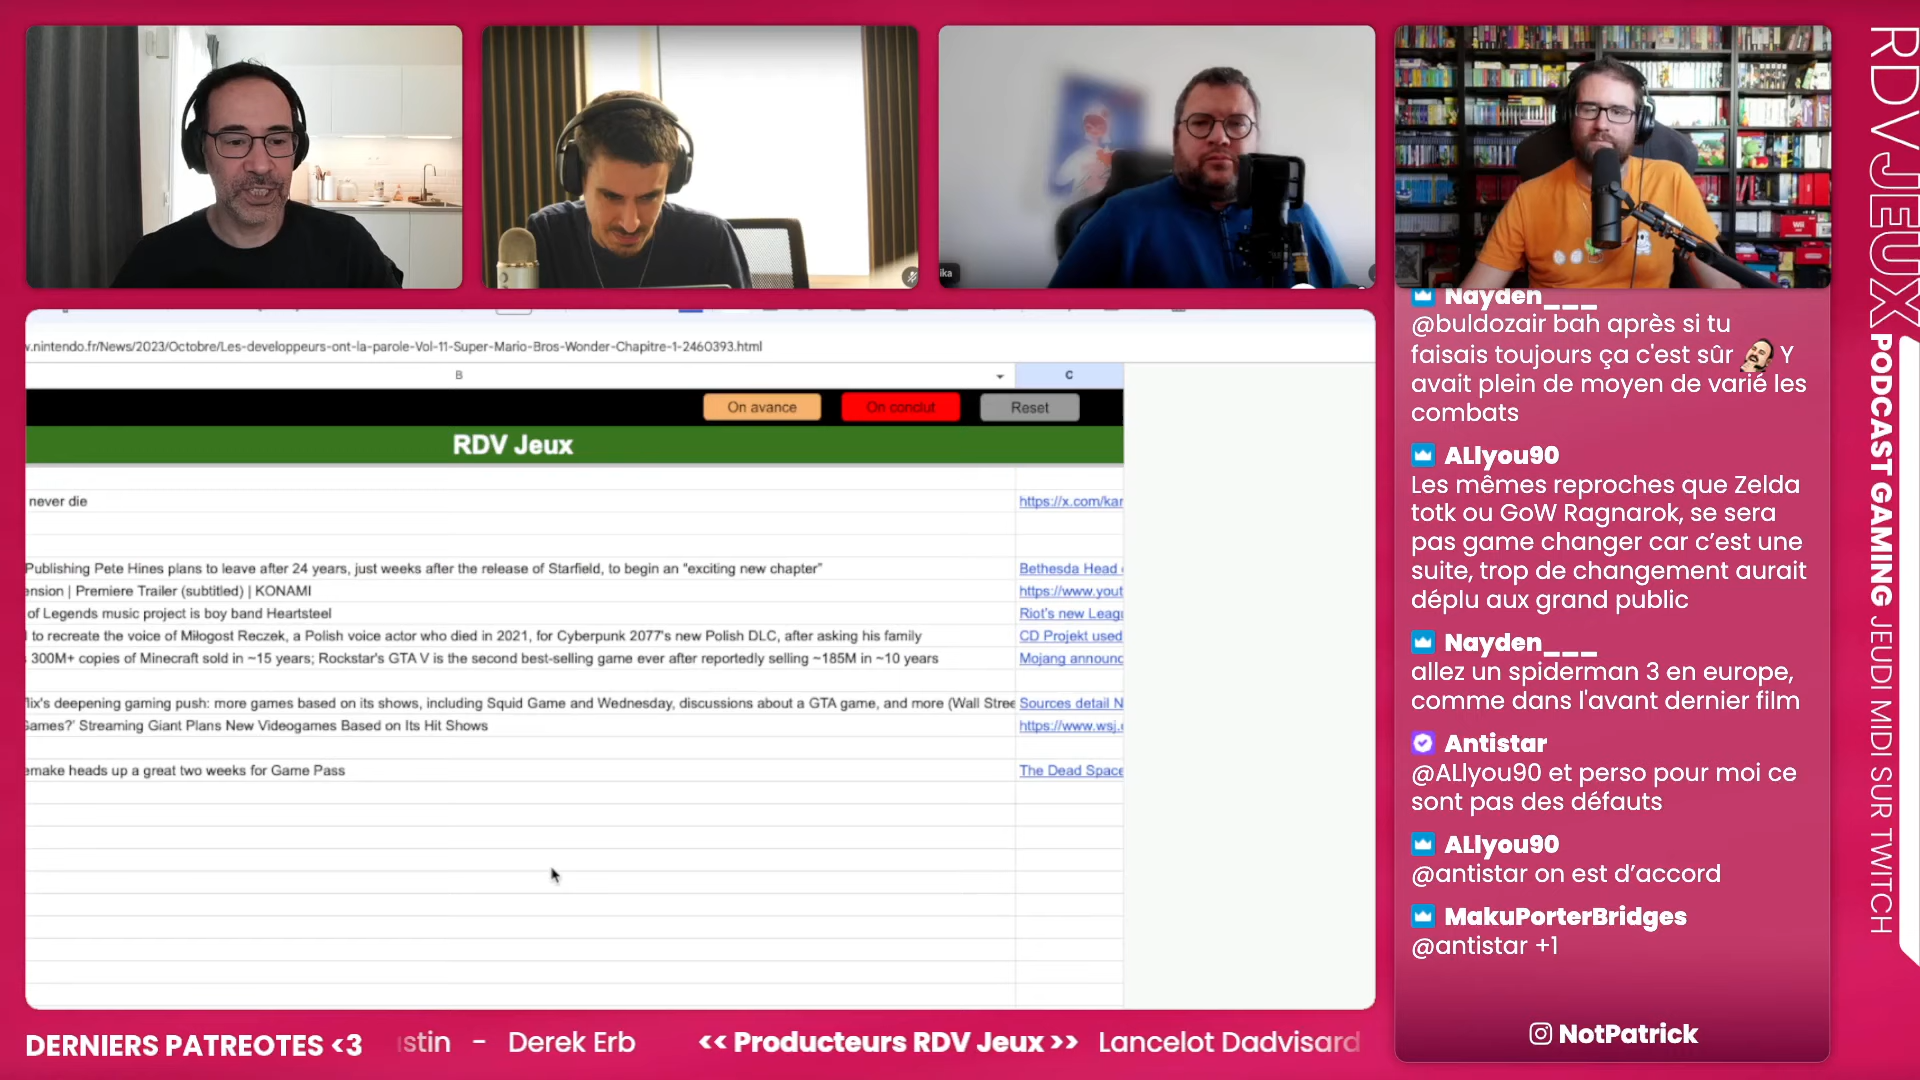 ika
v.nintendo.fr/News/2023/Octobre/Les-developpeurs-ont-la-parole-Vol-11-Super-Mario-Bros-Wonder-Chapitre-1-2460393.html
B
C
On avance
On conclut
Reset
RDV Jeux
never die
https://x.com/kar
Publishing Pete Hines plans to leave after 24 years, just weeks after the release of Starfield, to begin an "exciting new chapter"
Bethesda Head
ension | Premiere Trailer (subtitled) | KONAMI
https://www.yout
of Legends music project is boy band Heartsteel
Riot's new Leagu
to recreate the voice of Miłogost Reczek, a Polish voice actor who died in 2021, for Cyberpunk 2077's new Polish DLC, after asking his family
CD Projekt used
300M+ copies of Minecraft sold in ~15 years; Rockstar's GTA V is the second best-selling game ever after reportedly selling ~185M in ~10 years
Mojang announc
lix's deepening gaming push: more games based on its shows, including Squid Game and Wednesday, discussions about a GTA game, and more (Wall Stree
Sources detail N
Games?' Streaming Giant Plans New Videogames Based on Its Hit Shows
https://www.wsj.
emake heads up a great two weeks for Game Pass
The Dead Space
Nayden___
@buldozair bah après si tu
faisais toujours ça c'est sûr Y
avait plein de moyen de varié les
combats
ALlyou90
Les mêmes reproches que Zelda
totk ou GoW Ragnarok, se sera
pas game changer car c’est une
suite, trop de changement aurait
déplu aux grand public
Nayden___
allez un spiderman 3 en europe,
comme dans l'avant dernier film
Antistar
@ALlyou90 et perso pour moi ce
sont pas des défauts
ALlyou90
@antistar on est d’accord
MakuPorterBridges
@antistar +1
NotPatrick
RDV JEUX PODCAST GAMING JEUDI MIDI SUR TWITCH
DERNIERS PATREOTES <3
stin - Derek Erb << Producteurs RDV Jeux >> Lancelot Dadvisard
Wii